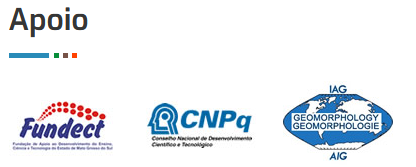 Apoio
Fundect
Fundação de Apoio ao Desenvolvimento do Ensino,
Ciência e Tecnologia do Estado de Mato Grosso do Sul
CNPq
Conselho Nacional de Desenvolvimento
Científico e Tecnológico
IAG
GEOMORPHOLOGY
GEOMORPHOLOGIE
AIG